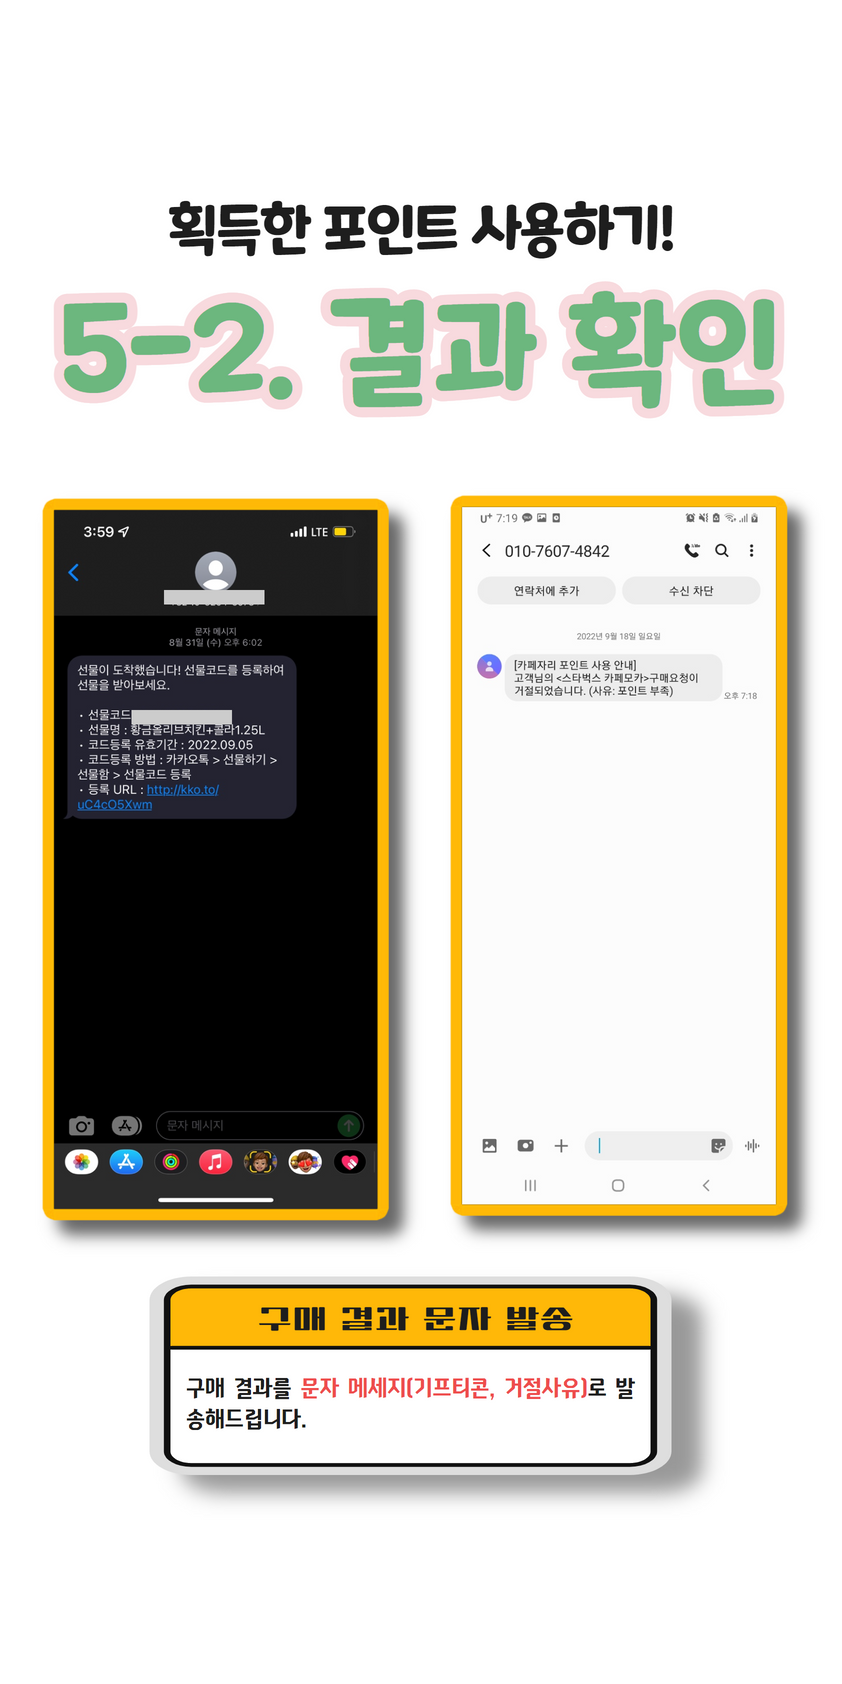 획득한 포인트 사용하기!
5-2. 결과 확인
3:59
LTE
문자 메시지
8월 31일 (수) 오후 6:02
선물이 도착했습니다! 선물코드를 등록하여
선물을 받아보세요.
• 선물코드
• 선물명 : 황금올리브치킨+콜라1.25L
• 코드등록 유효기간 : 2022.09.05
• 코드등록 방법 : 카카오톡 > 선물하기 >
선물함 > 선물코드 등록
• 등록 URL : http://kko.to/
uC4cO5Xwm
문자 메시지
U+ 7:19
010-7607-4842
연락처에 추가
수신 차단
2022년 9월 18일 일요일
[카페자리 포인트 사용 안내]
고객님의 <스타벅스 카페모카>구매요청이
거절되었습니다. (사유: 포인트 부족)
오후 7:18
구매 결과 문자 발송
구매 결과를 문자 메세지(기프티콘, 거절사유)로 발
송해드립니다.